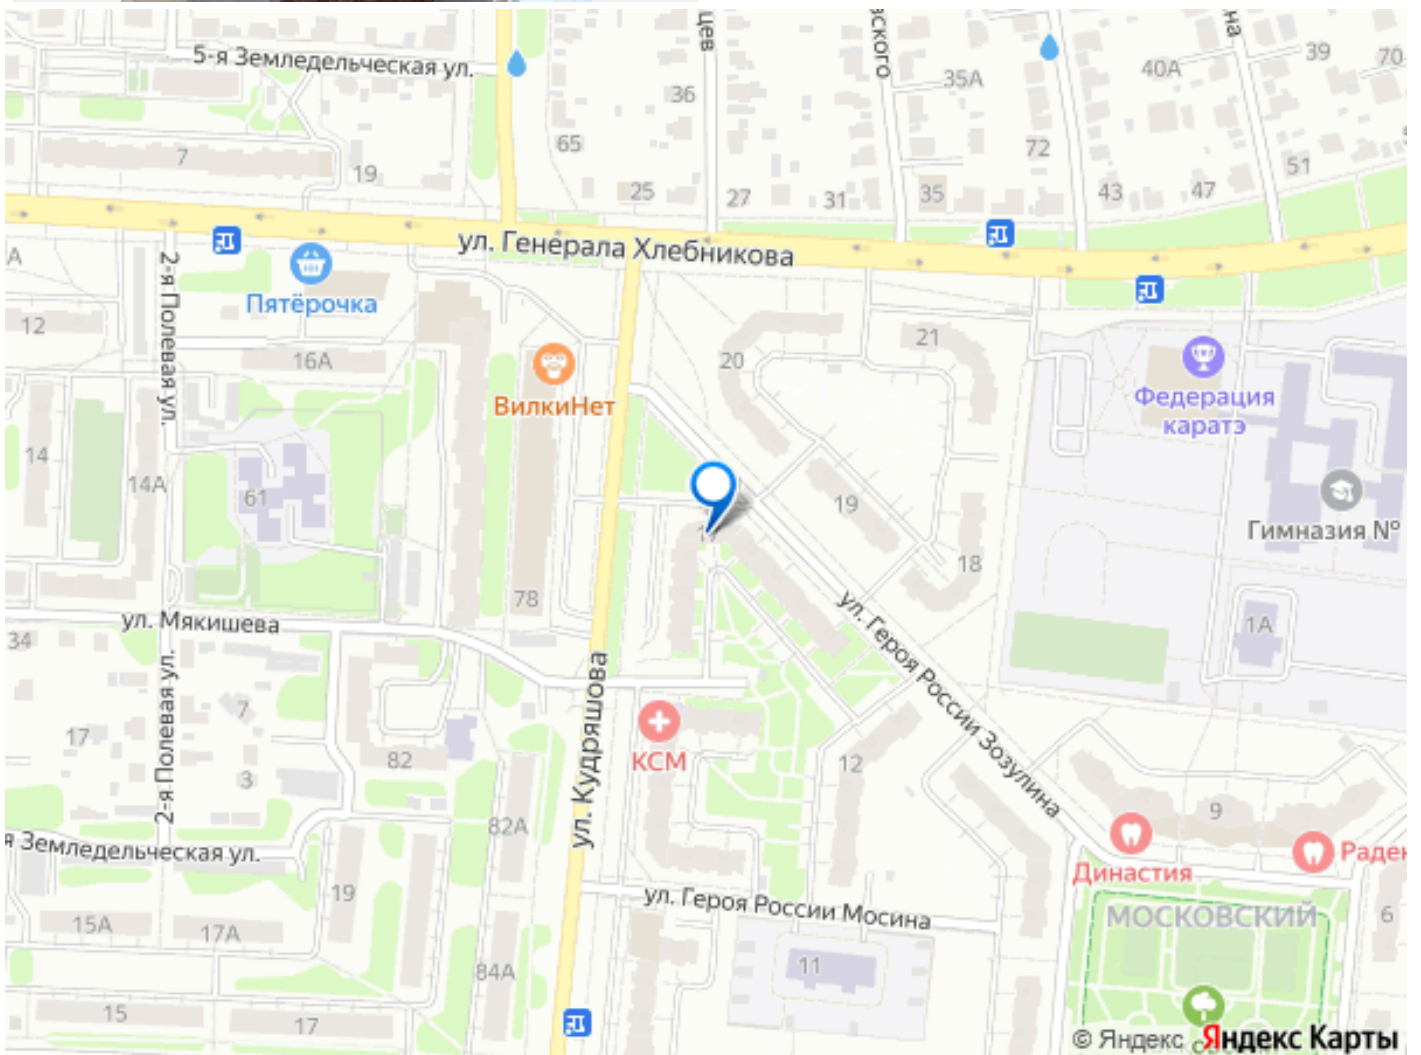 5-я Земледельческая ул.
36
35А
40А
39
70
65
7
19
72
51
25
27
31
35
43
47
ул. Генерала Хлебникова
2-я Полевая ул.
Пятёрочка
12
16А
20
21
ВилкиНет
Федерация
каратэ
14
14А
61
19
Гимназия №
18
78
ул. Мякишева
34
ул. Героя России Зозулина
1А
2-я Полевая ул.
ул. Кудряшова
7
17
82
3
КСМ
12
9
82А
я Земледельческая ул.
Династия
19
ул. Героя России Мосина
МОСКОВСКИЙ
6
15А
17А
84А
11
15
17
© Яндекс
Яндекс Карты